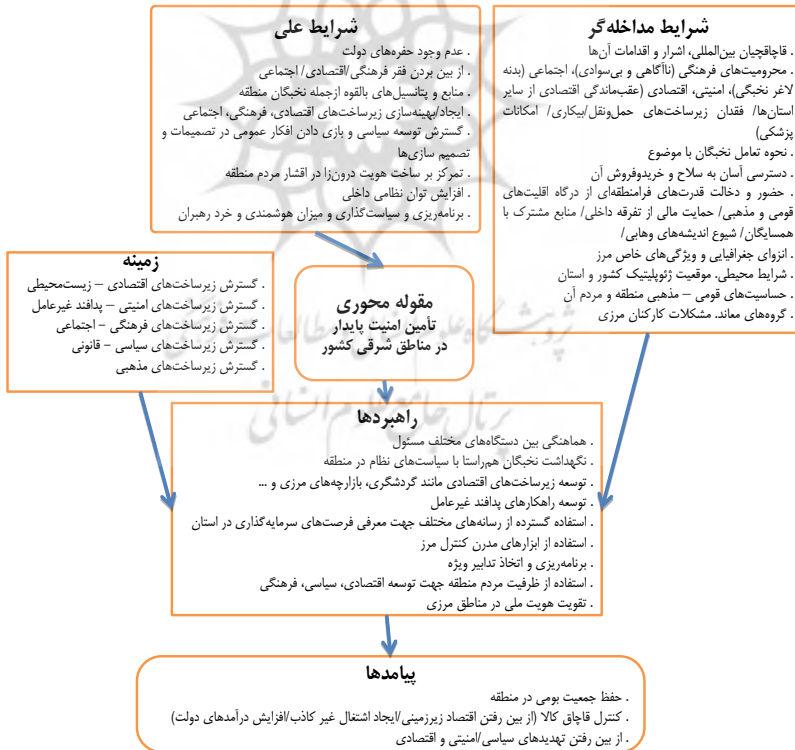 شرایط مداخله‌گر
. قاچاقچیان بین‌المللی، اشرار و اقدامات آن‌ها
. محرومیت‌های فرهنگی (ناآگاهی و بی‌سوادی)، اجتماعی (بدنه
لاغر نخبگی)، امنیتی، اقتصادی (عقب‌ماندگی اقتصادی از سایر
استان‌ها/ فقدان زیرساخت‌های حمل‌ونقل/بیکاری/ امکانات
پزشکی)
. نحوه تعامل نخبگان با موضوع
. دسترسی آسان به سلاح و خریدوفروش آن
. حضور و دخالت قدرت‌های فرامنطقه‌ای از درگاه اقلیت‌های
قومی و مذهبی/ حمایت مالی از تفرقه داخلی/ منابع مشترک با
همسایگان/ شیوع اندیشه‌های وهابی/
. انزوای جغرافیایی و ویژگی‌های خاص مرز
. شرایط محیطی. موقعیت ژئوپلیتیک کشور و استان
. حساسیت‌های قومی – مذهبی منطقه و مردم آن
. گروه‌های معاند. مشکلات کارکنان مرزی
شرایط علی
. عدم وجود حفره‌های دولت
. از بین بردن فقر فرهنگی/اقتصادی/ اجتماعی
. منابع و پتانسیل‌های بالقوه ازجمله نخبگان منطقه
. ایجاد/بهینه‌سازی زیرساخت‌های اقتصادی، فرهنگی، اجتماعی
. گسترش توسعه سیاسی و بازی دادن افکار عمومی در تصمیمات و
تصمیم سازی‌ها
. تمرکز بر ساخت هویت درون‌زا در اقشار مردم منطقه
. افزایش توان نظامی داخلی
. برنامه‌ریزی و سیاست‌گذاری و میزان هوشمندی و خرد رهبران
زمینه
. گسترش زیرساخت‌های اقتصادی – زیست‌محیطی
. گسترش زیرساخت‌های امنیتی – پدافند غیرعامل
. گسترش زیرساخت‌های فرهنگی – اجتماعی
. گسترش زیرساخت‌های سیاسی – قانونی
. گسترش زیرساخت‌های مذهبی
مقوله محوری
تأمین امنیت پایدار
در مناطق شرقی کشور
پژوهشگاه علوم انسانی و مطالعات فرهنگی
پرتال جامع علوم انسانی
راهبردها
. هماهنگی بین دستگاه‌های مختلف مسئول
. نگهداشت نخبگان هم‌راستا با سیاست‌های نظام در منطقه
. توسعه زیرساخت‌های اقتصادی مانند گردشگری، بازارچه‌های مرزی و ...
. توسعه راهکارهای پدافند غیرعامل
. استفاده گسترده از رسانه‌های مختلف جهت معرفی فرصت‌های سرمایه‌گذاری در استان
. استفاده از ابزارهای مدرن کنترل مرز
. برنامه‌ریزی و اتخاذ تدابیر ویژه
. استفاده از ظرفیت مردم منطقه جهت توسعه اقتصادی، سیاسی، فرهنگی
. تقویت هویت ملی در مناطق مرزی
پیامدها
. حفظ جمعیت بومی در منطقه
. کنترل قاچاق کالا (از بین رفتن اقتصاد زیرزمینی/ایجاد اشتغال غیر کاذب/افزایش درآمدهای دولت)
. از بین رفتن تهدیدهای سیاسی/امنیتی و اقتصادی